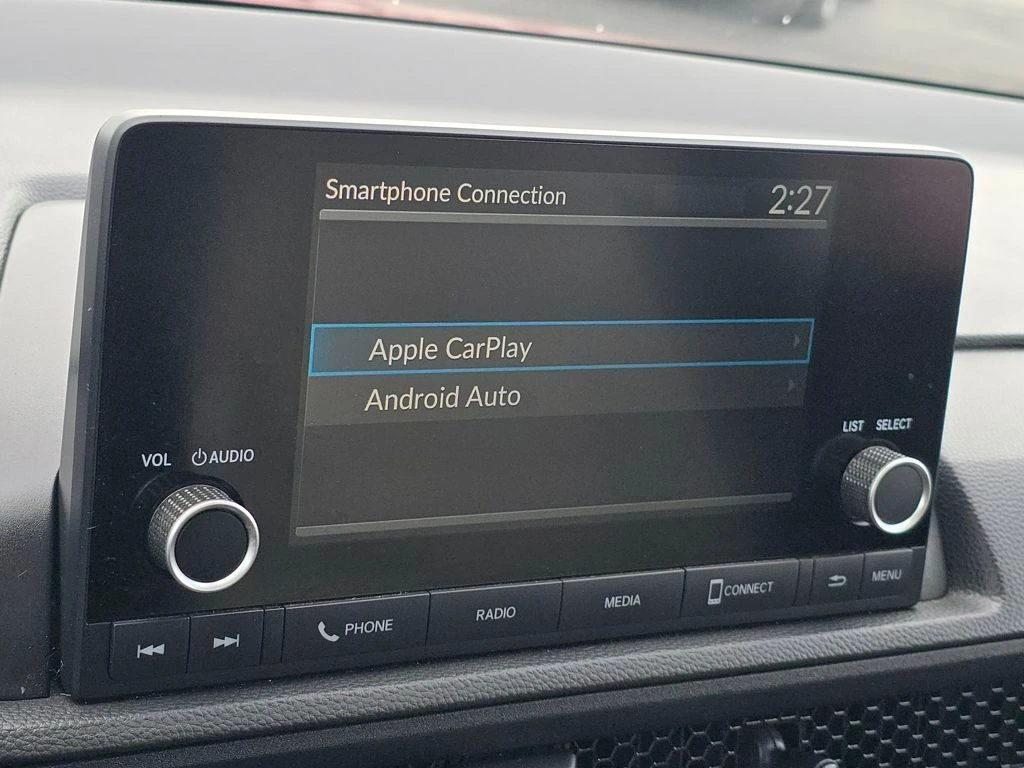 Smartphone Connection 2:27
Apple CarPlay
Android Auto
LIST SELECT
VOL AUDIO
PHONE RADIO MEDIA CONNECT MENU